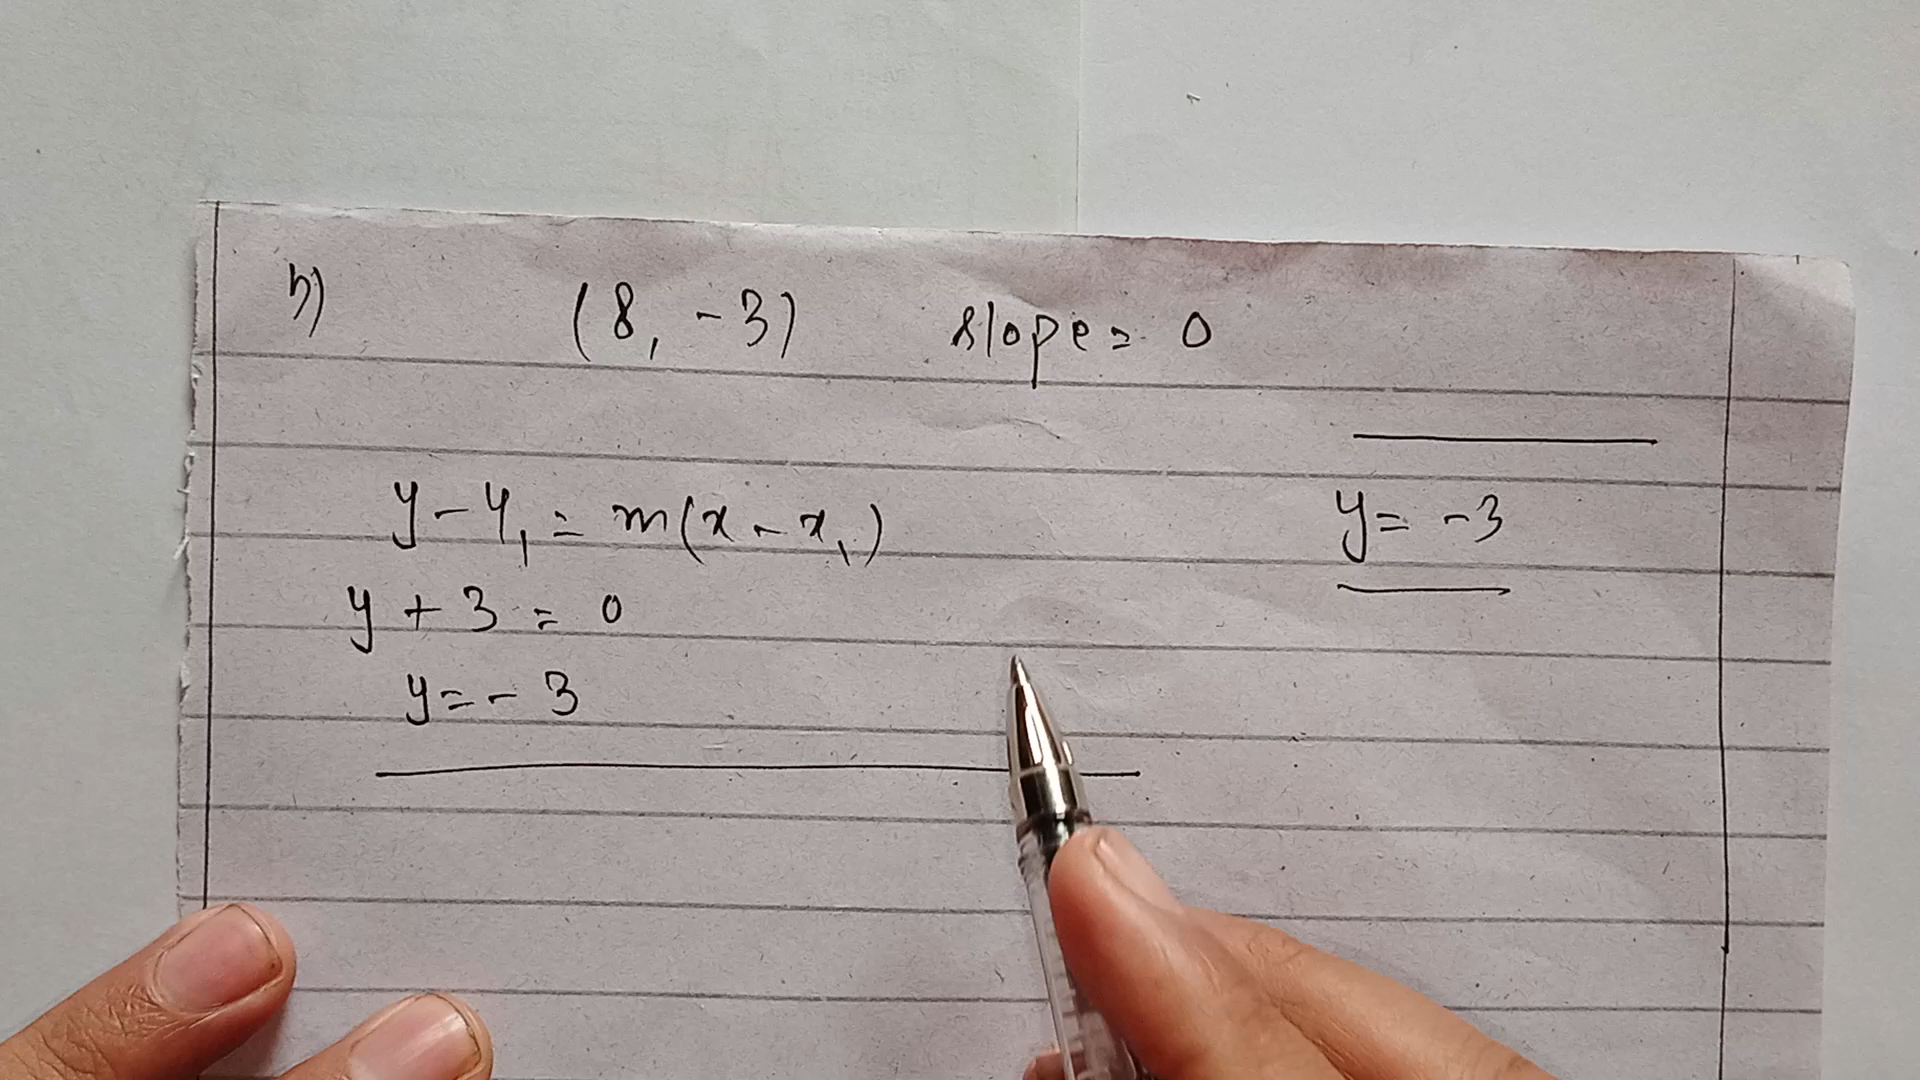 b) (8, -3) slope = 0
y - y₁ = m(x - x₁)
y + 3 = 0
y = - 3
y = -3